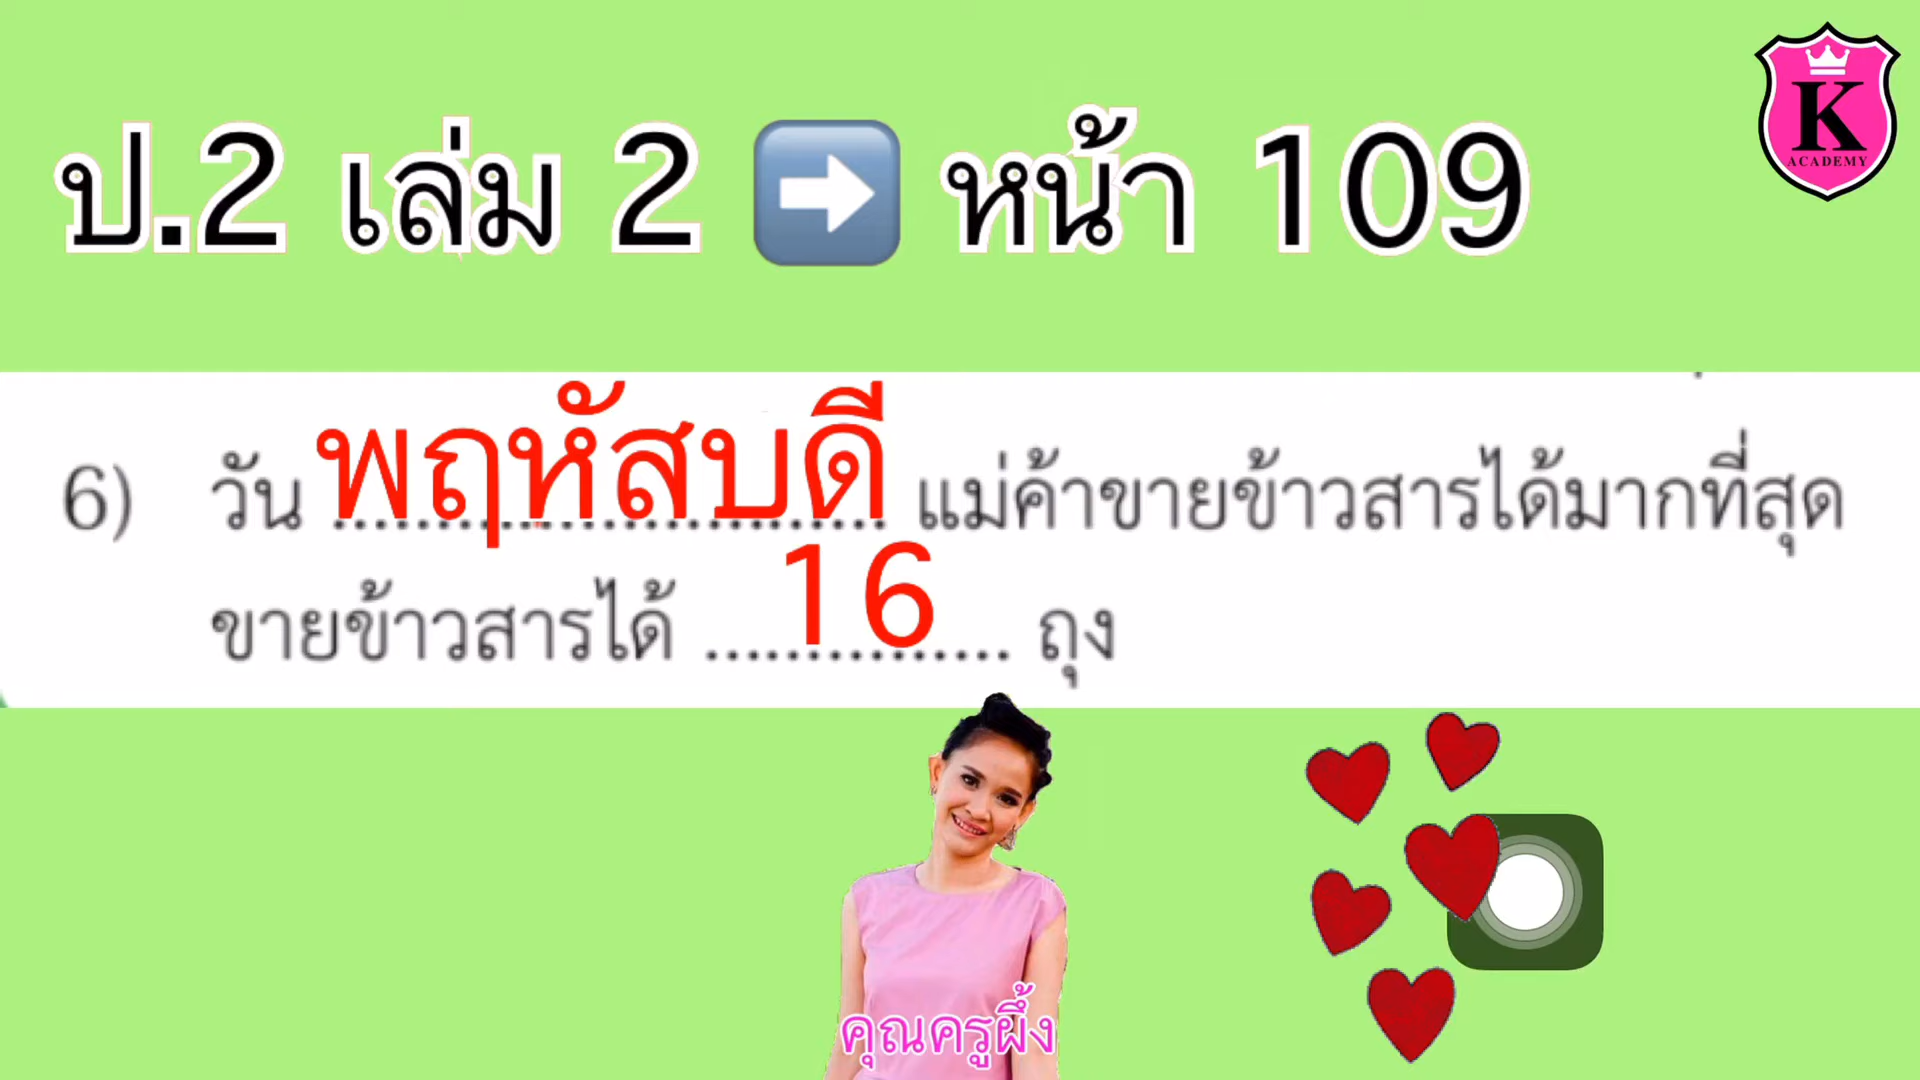 ป.2 เล่ม 2 ➡ หน้า 109
K
ACADEMY
6) วัน พฤหัสบดี แม่ค้าขายข้าวสารได้มากที่สุด
ขายข้าวสารได้ 16 ถุง
คุณครูผึ้ง